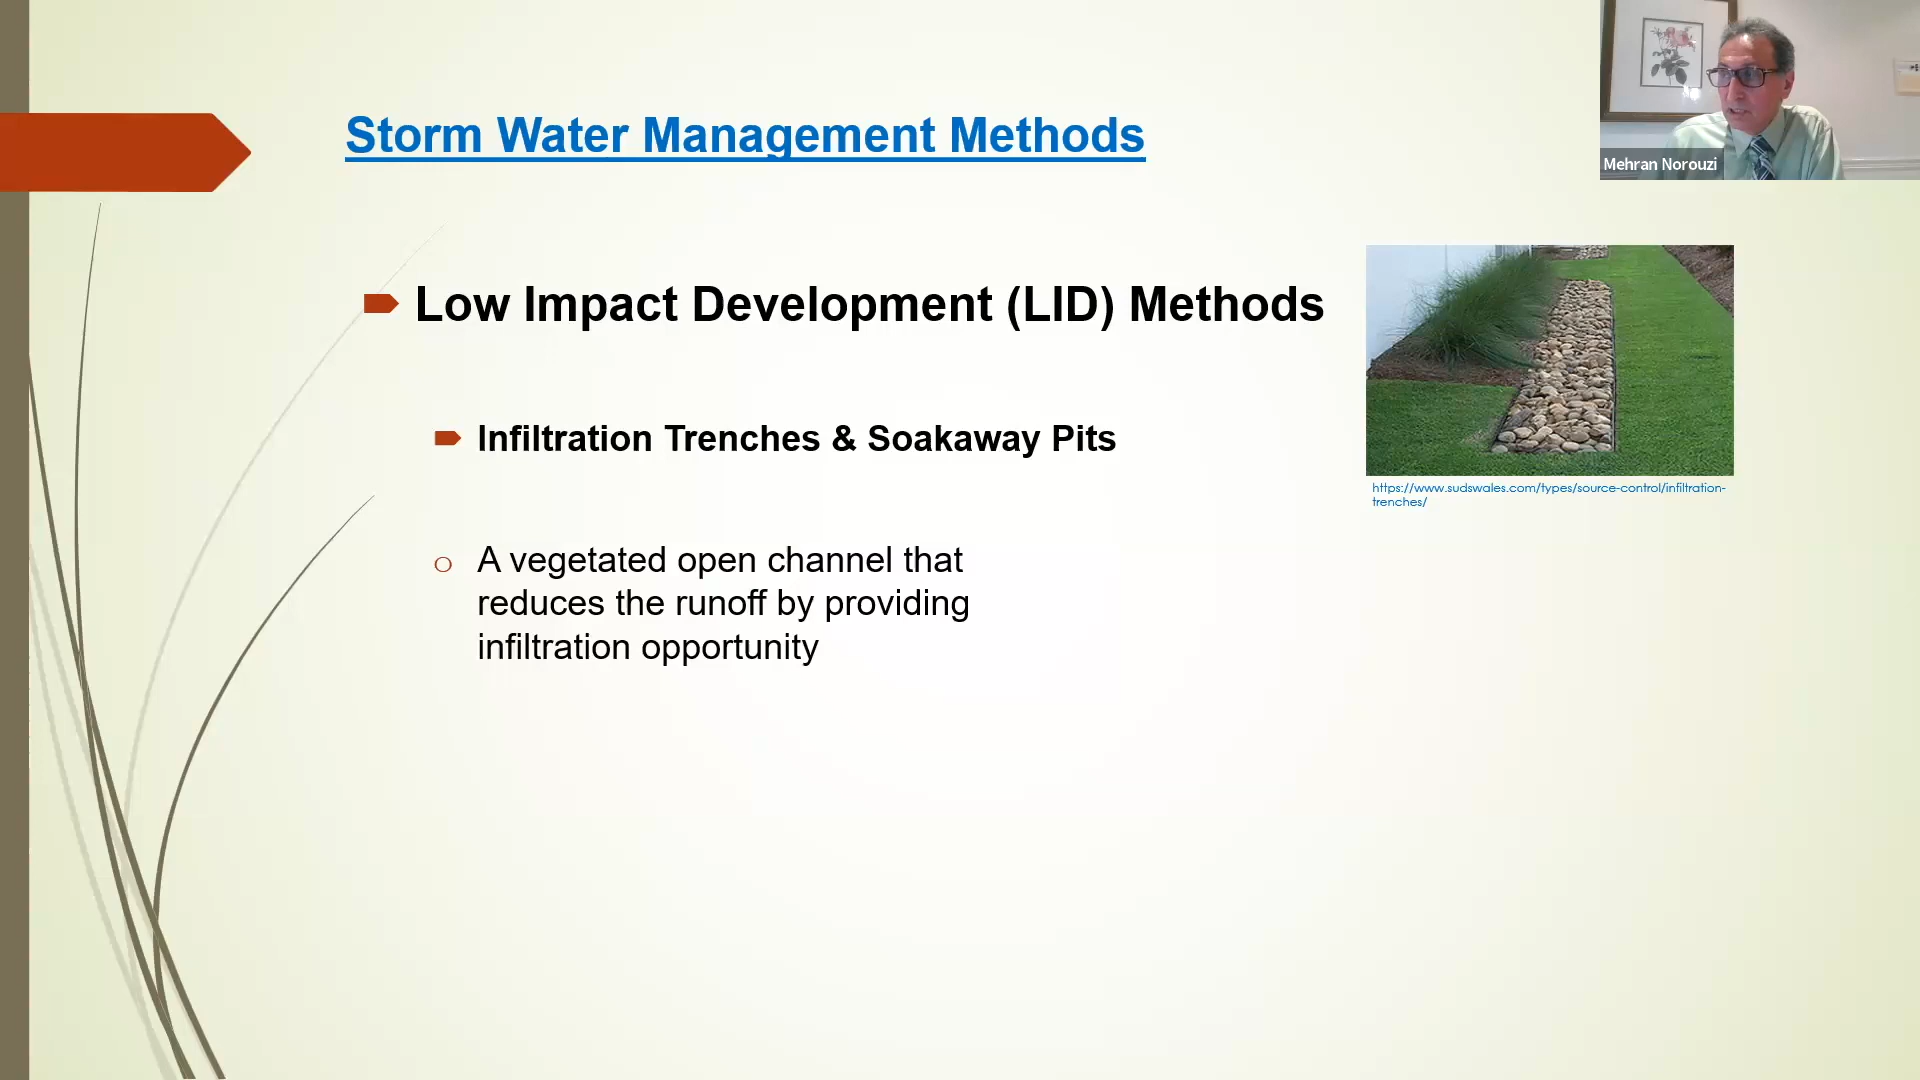 Storm Water Management Methods
Mehran Norouzi
Low Impact Development (LID) Methods
Infiltration Trenches & Soakaway Pits
https://www.sudswales.com/types/source-control/infiltration-
trenches/
A vegetated open channel that
reduces the runoff by providing
infiltration opportunity